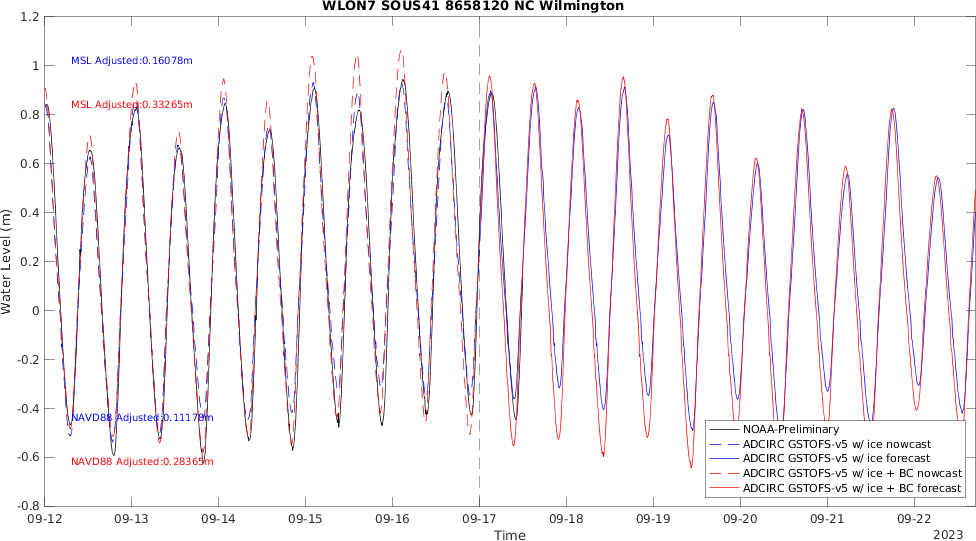 WLON7 SOUS41 8658120 NC Wilmington
1.2
1
0.8
0.6
0.4
0.2
0
-0.2
-0.4
-0.6
-0.8
Water Level (m)
MSL Adjusted:0.16078m
MSL Adjusted:0.33265m
NAVD88 Adjusted:0.11179m
NAVD88 Adjusted:0.28365m
NOAA-Preliminary
ADCIRC GSTOFS-v5 w/ ice nowcast
ADCIRC GSTOFS-v5 w/ ice forecast
ADCIRC GSTOFS-v5 w/ ice + BC nowcast
ADCIRC GSTOFS-v5 w/ ice + BC forecast
09-12 09-13 09-14 09-15 09-16 09-17 09-18 09-19 09-20 09-21 09-22
Time
2023